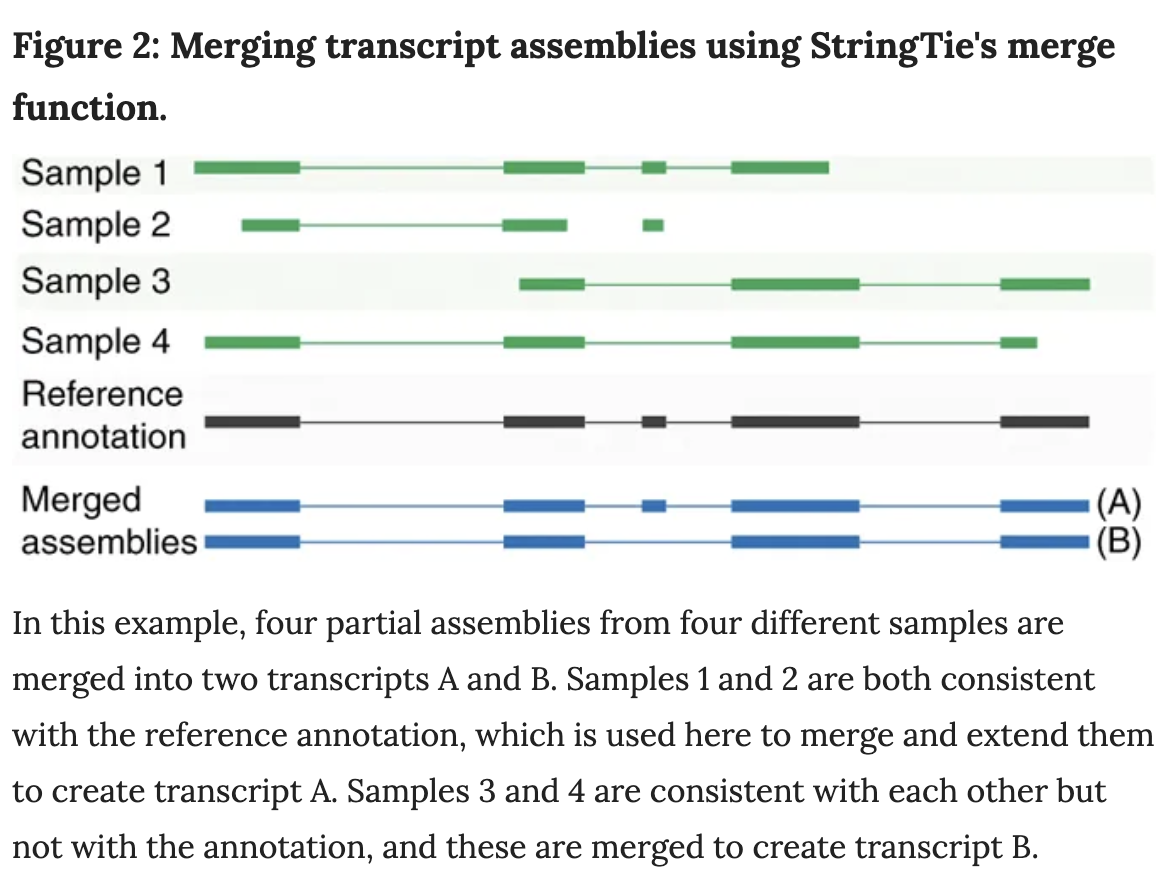 Figure 2: Merging transcript assemblies using StringTie's merge
function.
Sample 1
Sample 2
Sample 3
Sample 4
Reference
annotation
Merged
(A)
assemblies
(B)
In this example, four partial assemblies from four different samples are
merged into two transcripts A and B. Samples 1 and 2 are both consistent
with the reference annotation, which is used here to merge and extend them
to create transcript A. Samples 3 and 4 are consistent with each other but
not with the annotation, and these are merged to create transcript B.